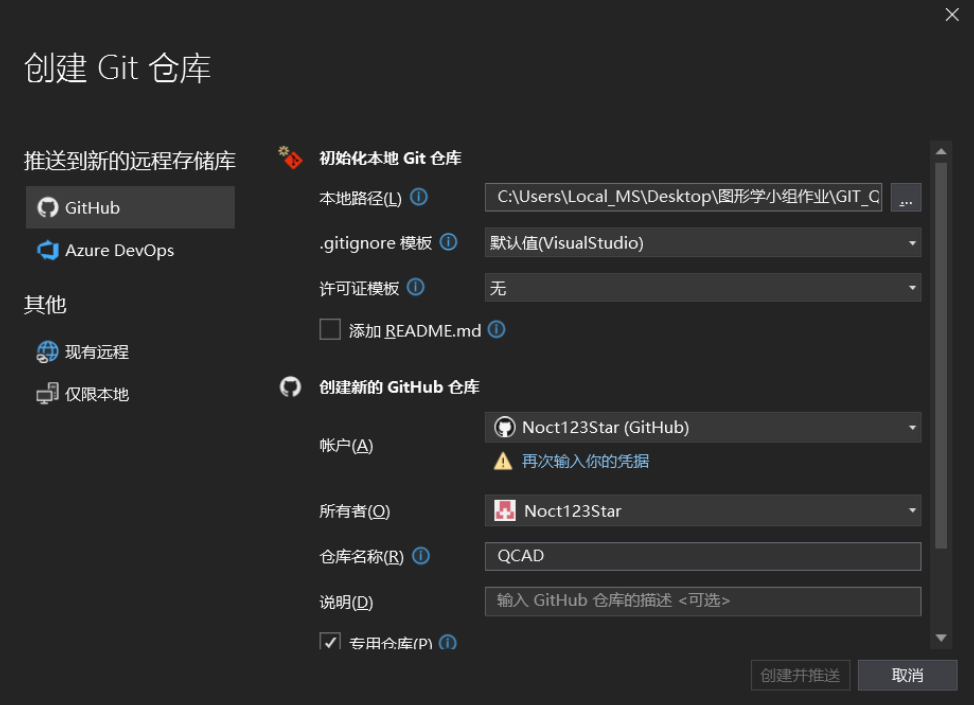 创建 Git 仓库
推送到新的远程存储库
GitHub
Azure DevOps
其他
现有远程
仅限本地
初始化本地 Git 仓库
本地路径(L)
C:\Users\Local_MS\Desktop\图形学小组作业\GIT_Q
...
.gitignore 模板
默认值(VisualStudio)
许可证模板
无
添加 README.md
创建新的 GitHub 仓库
帐户(A)
Noct123Star (GitHub)
再次输入你的凭据
所有者(O)
Noct123Star
仓库名称(R)
QCAD
说明(D)
输入 GitHub 仓库的描述 <可选>
专用仓库(P)
创建并推送
取消